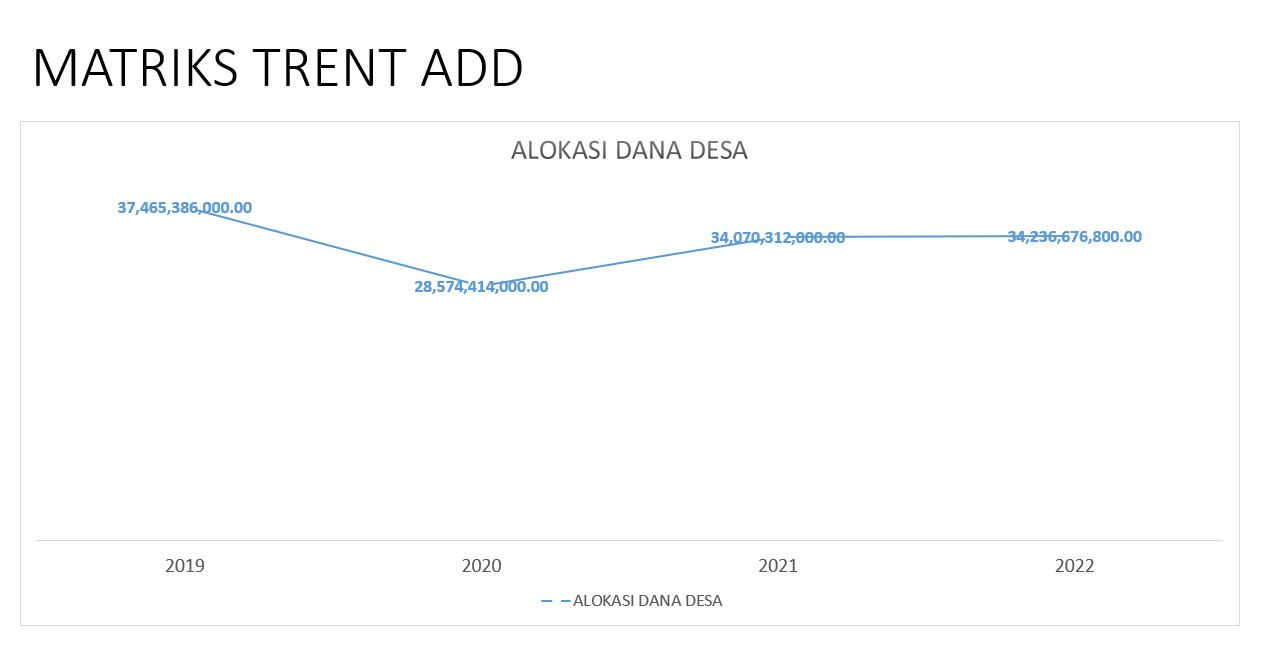 MATRIKS TRENT ADD
ALOKASI DANA DESA
37,465,386,000.00
28,574,414,000.00
34,070,312,000.00
34,236,676,800.00
2019 2020 2021 2022
ALOKASI DANA DESA